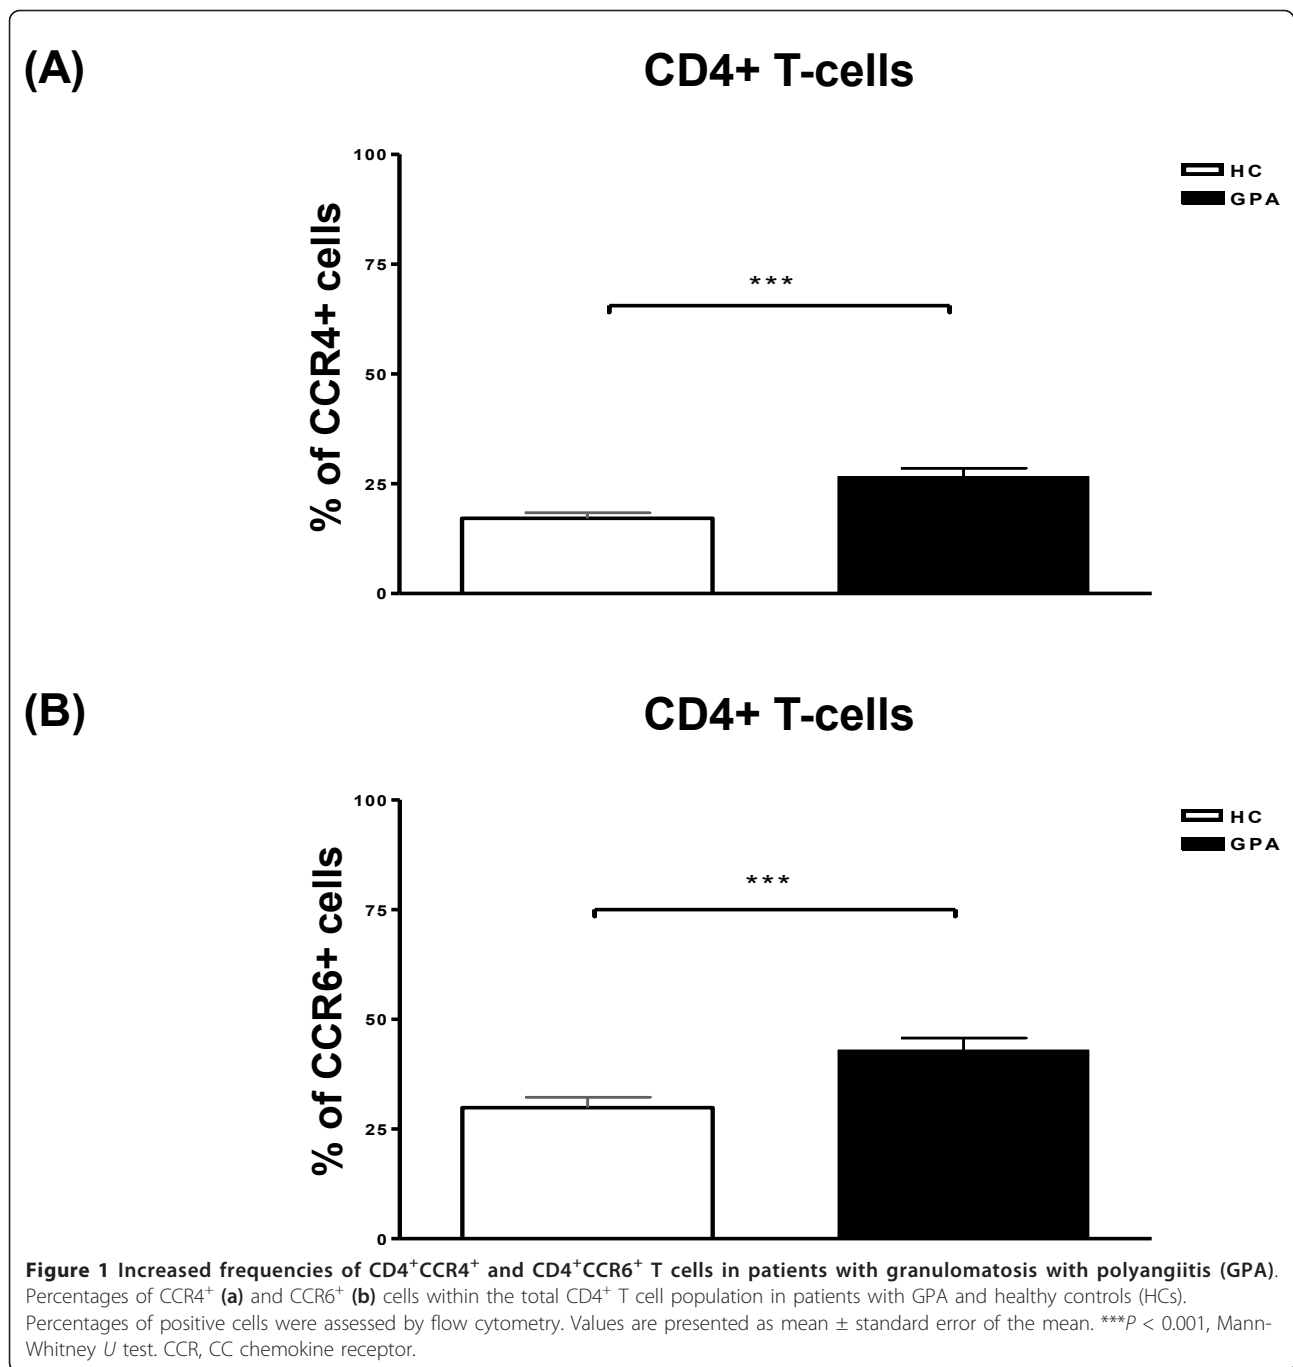 (A)
CD4+ T-cells
100
75
50
25
0
% of CCR4+ cells
***
HC
GPA
(B)
CD4+ T-cells
100
75
50
25
0
% of CCR6+ cells
***
HC
GPA
Figure 1 Increased frequencies of CD4⁺CCR4⁺ and CD4⁺CCR6⁺ T cells in patients with granulomatosis with polyangiitis (GPA).
Percentages of CCR4⁺ (a) and CCR6⁺ (b) cells within the total CD4⁺ T cell population in patients with GPA and healthy controls (HCs).
Percentages of positive cells were assessed by flow cytometry. Values are presented as mean ± standard error of the mean. ***P < 0.001, Mann-
Whitney U test. CCR, CC chemokine receptor.